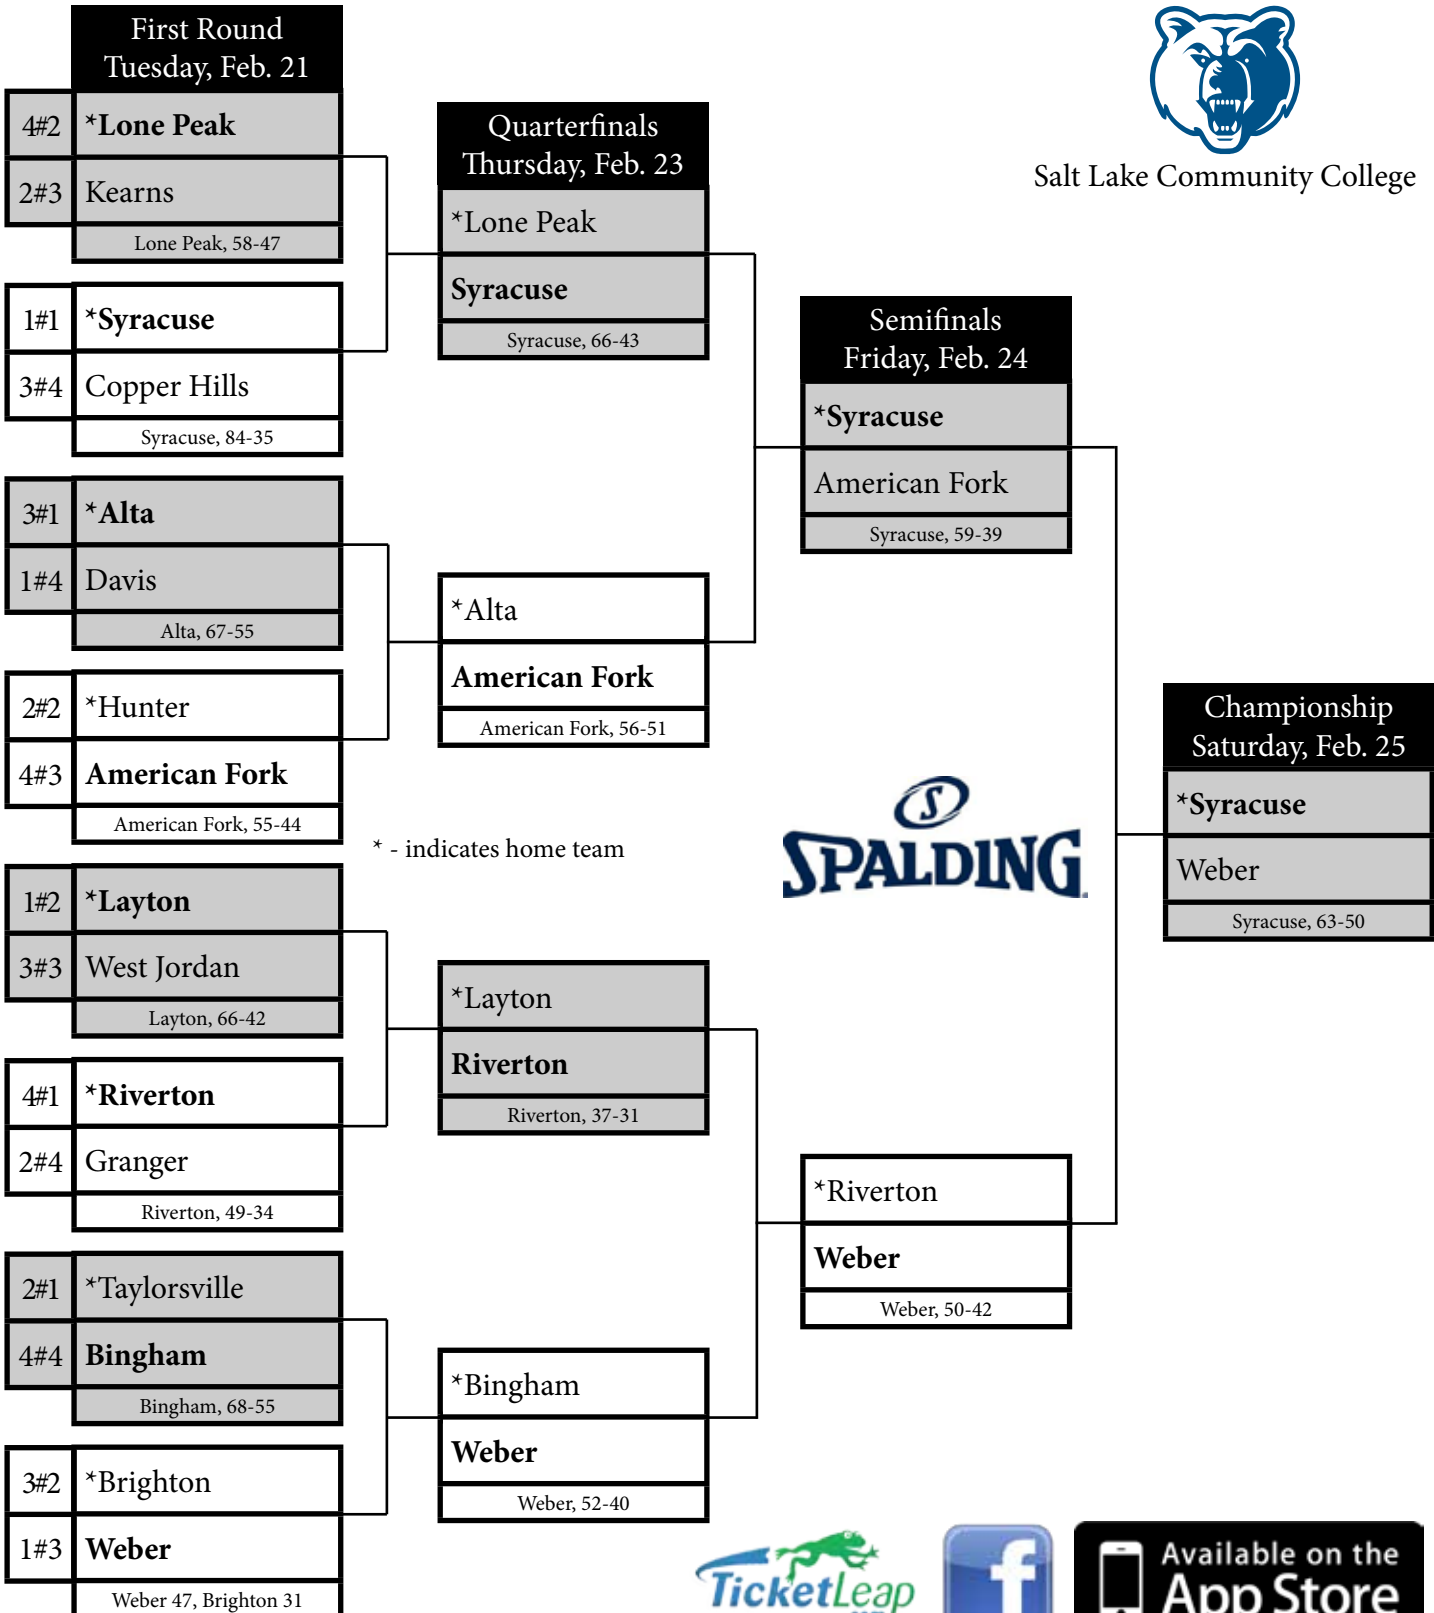 First Round
Tuesday, Feb. 21
4#2 *Lone Peak
2#3 Kearns
Lone Peak, 58-47
1#1 *Syracuse
3#4 Copper Hills
Syracuse, 84-35
3#1 *Alta
1#4 Davis
Alta, 67-55
2#2 *Hunter
4#3 American Fork
American Fork, 55-44
1#2 *Layton
3#3 West Jordan
Layton, 66-42
4#1 *Riverton
2#4 Granger
Riverton, 49-34
2#1 *Taylorsville
4#4 Bingham
Bingham, 68-55
3#2 *Brighton
1#3 Weber
Weber 47, Brighton 31
Quarterfinals
Thursday, Feb. 23
*Lone Peak
Syracuse
Syracuse, 66-43
*Alta
American Fork
American Fork, 56-51
* - indicates home team
*Layton
Riverton
Riverton, 37-31
*Bingham
Weber
Weber, 52-40
Semifinals
Friday, Feb. 24
*Syracuse
American Fork
Syracuse, 59-39
*Riverton
Weber
Weber, 50-42
Salt Lake Community College
Championship
Saturday, Feb. 25
*Syracuse
Weber
Syracuse, 63-50
S
SPALDING
TicketLeap
f
Available on the
App Store